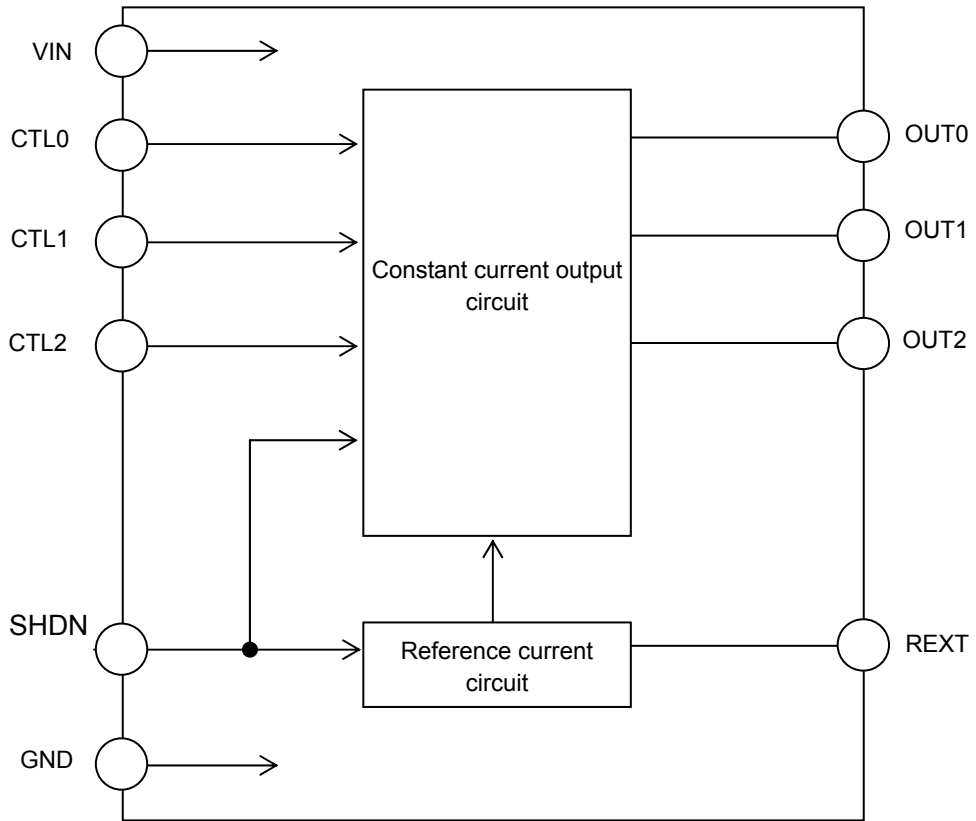 VIN
CTL0
OUT0
CTL1
OUT1
Constant current output
circuit
CTL2
OUT2
SHDN
Reference current
circuit
REXT
GND